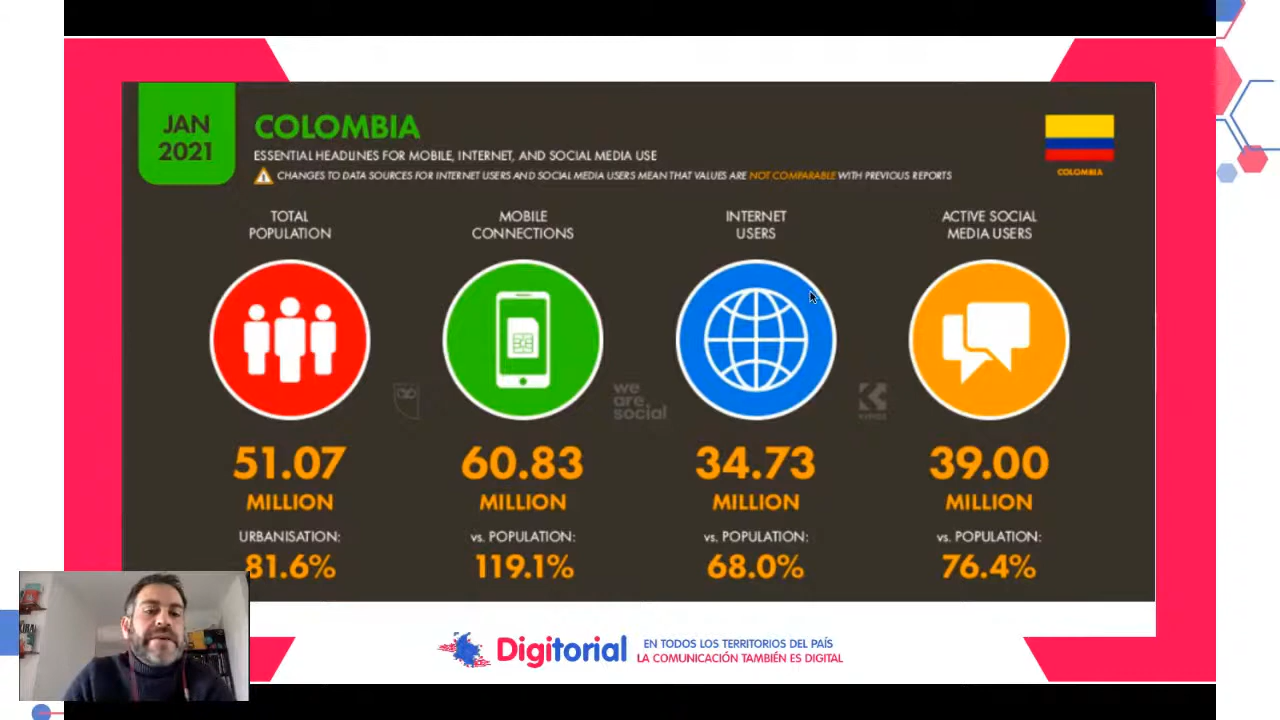 JAN
2021
COLOMBIA
ESSENTIAL HEADLINES FOR MOBILE, INTERNET, AND SOCIAL MEDIA USE
CHANGES TO DATA SOURCES FOR INTERNET USERS AND SOCIAL MEDIA USERS MEAN THAT VALUES ARE NOT COMPARABLE WITH PREVIOUS REPORTS
COLOMBIA
TOTAL
POPULATION
MOBILE
CONNECTIONS
INTERNET
USERS
ACTIVE SOCIAL
MEDIA USERS
we
are
social
51.07
MILLION
URBANISATION:
81.6%
60.83
MILLION
vs. POPULATION:
119.1%
34.73
MILLION
vs. POPULATION:
68.0%
39.00
MILLION
vs. POPULATION:
76.4%
Digitorial
EN TODOS LOS TERRITORIOS DEL PAÍS
LA COMUNICACIÓN TAMBIÉN ES DIGITAL